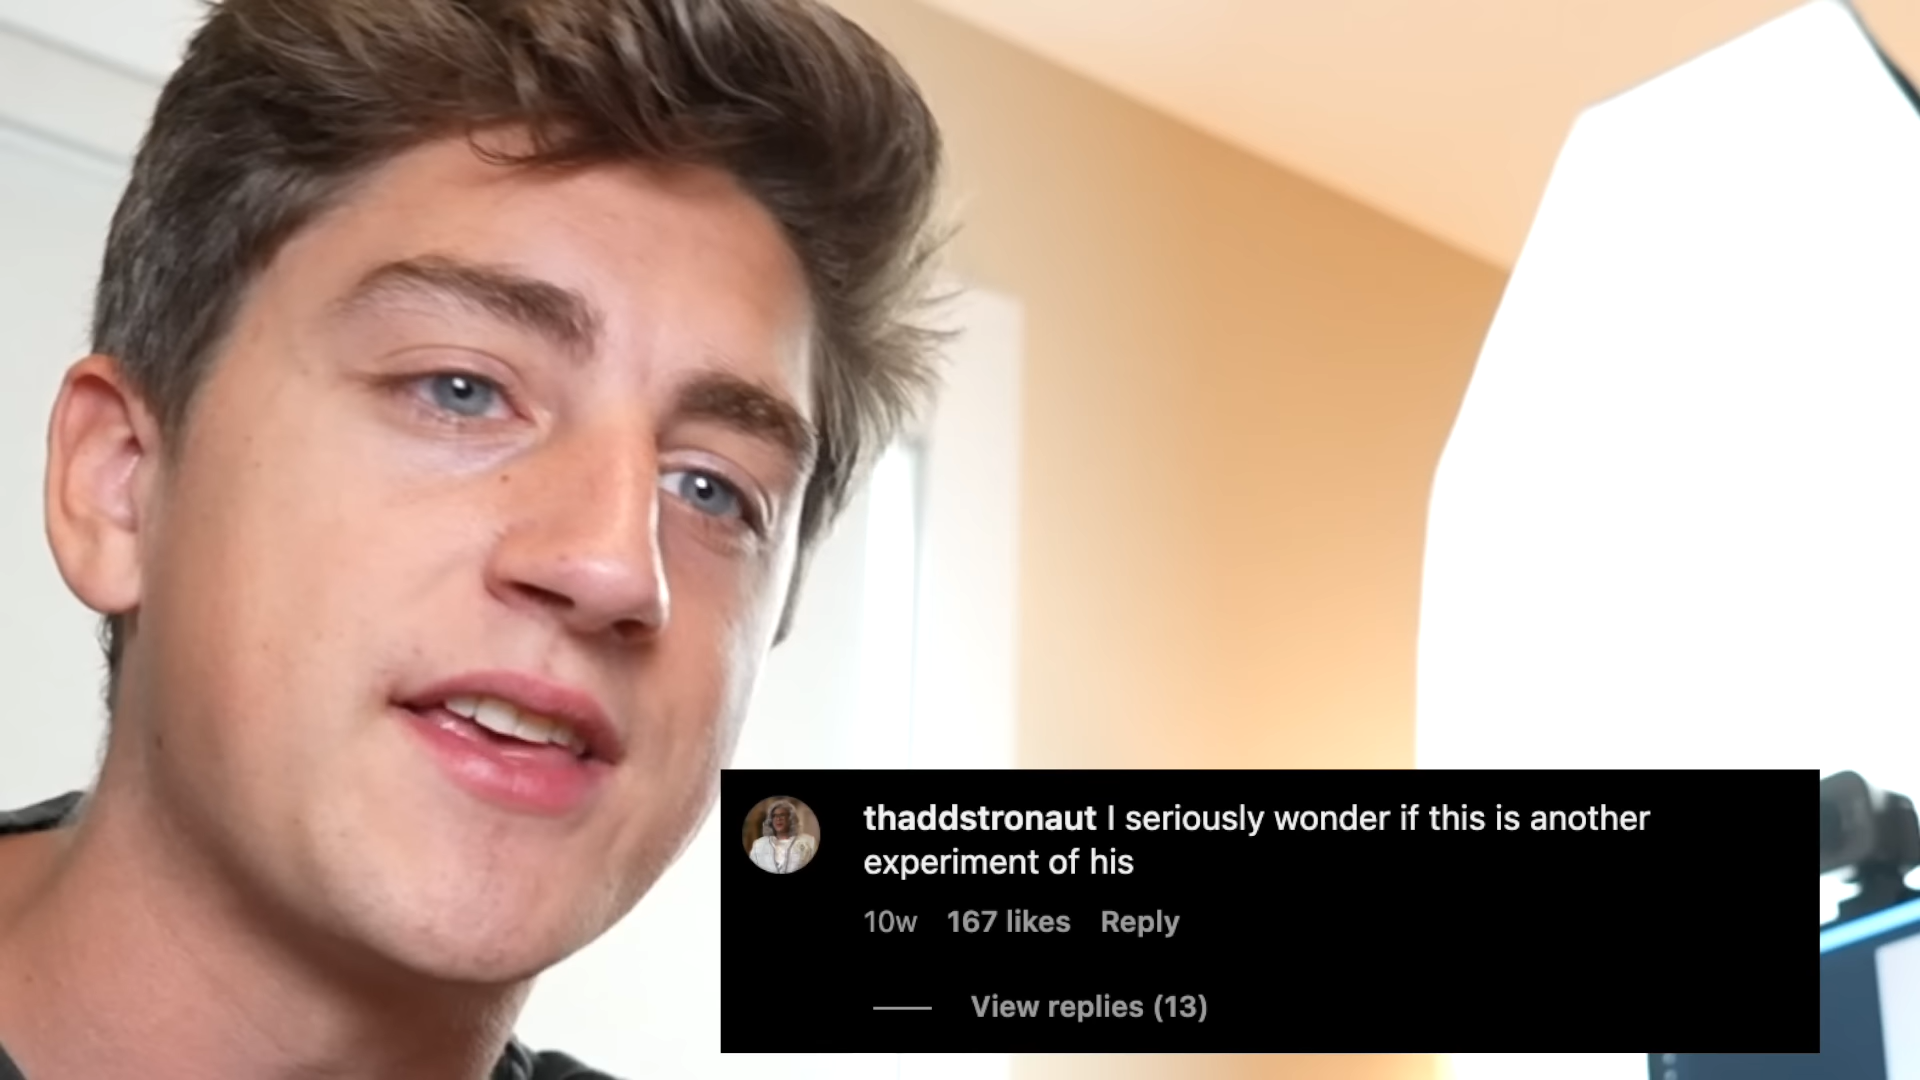 thaddstronaut I seriously wonder if this is another
experiment of his
10w 167 likes Reply
View replies (13)